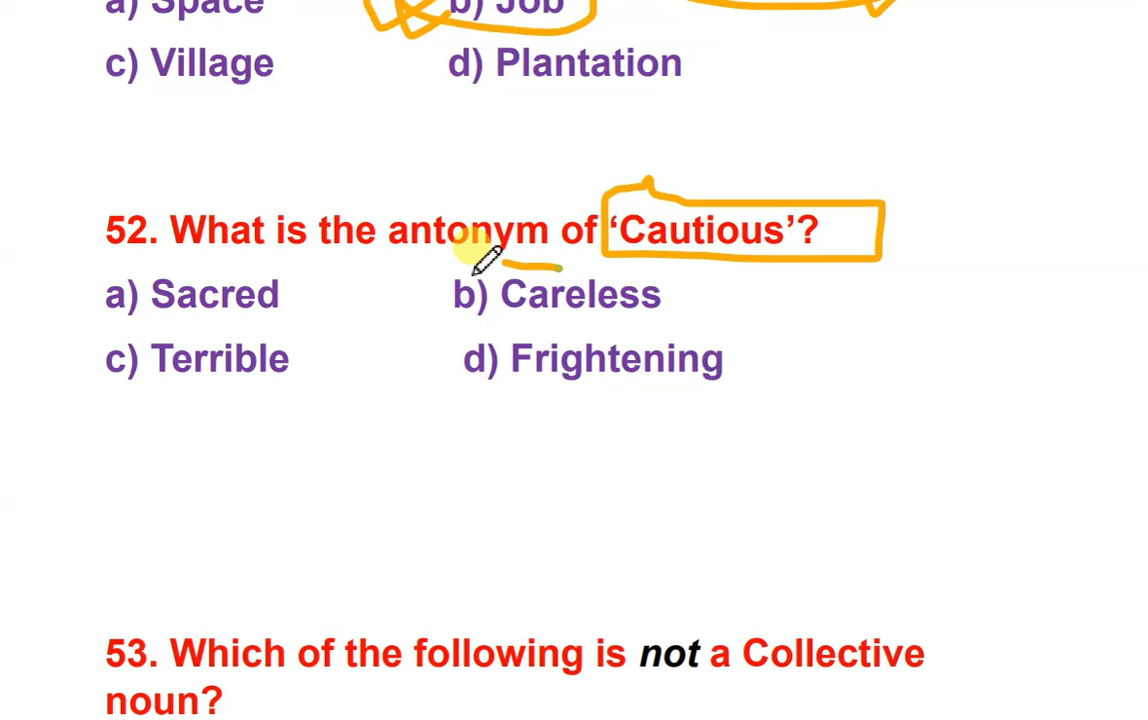 a) Space b) Job
c) Village d) Plantation
52. What is the antonym of ‘Cautious’?
a) Sacred b) Careless
c) Terrible d) Frightening
53. Which of the following is not a Collective
noun?